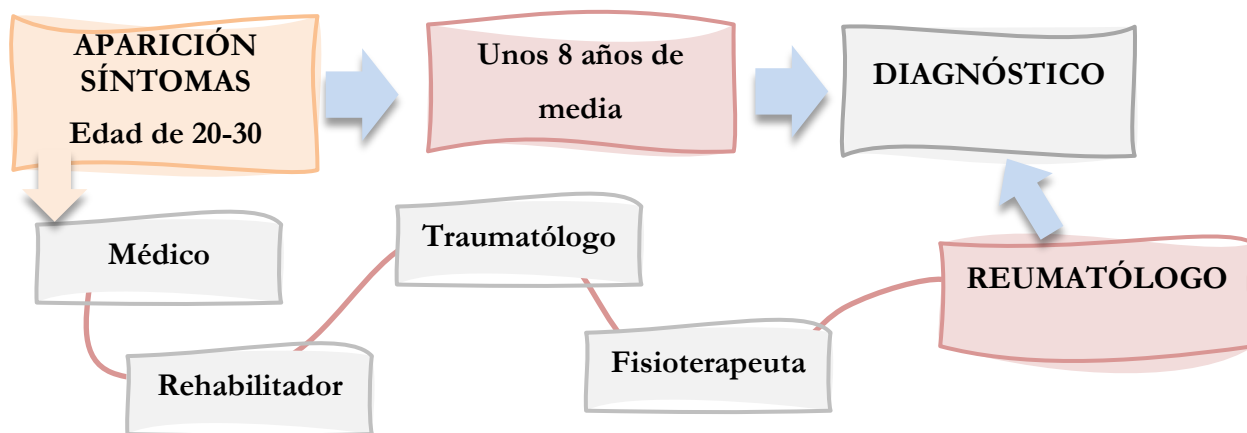 APARICIÓN
SÍNTOMAS
Edad de 20-30
Unos 8 años de
media
DIAGNÓSTICO
Médico
Rehabilitador
Traumatólogo
Fisioterapeuta
REUMATÓLOGO